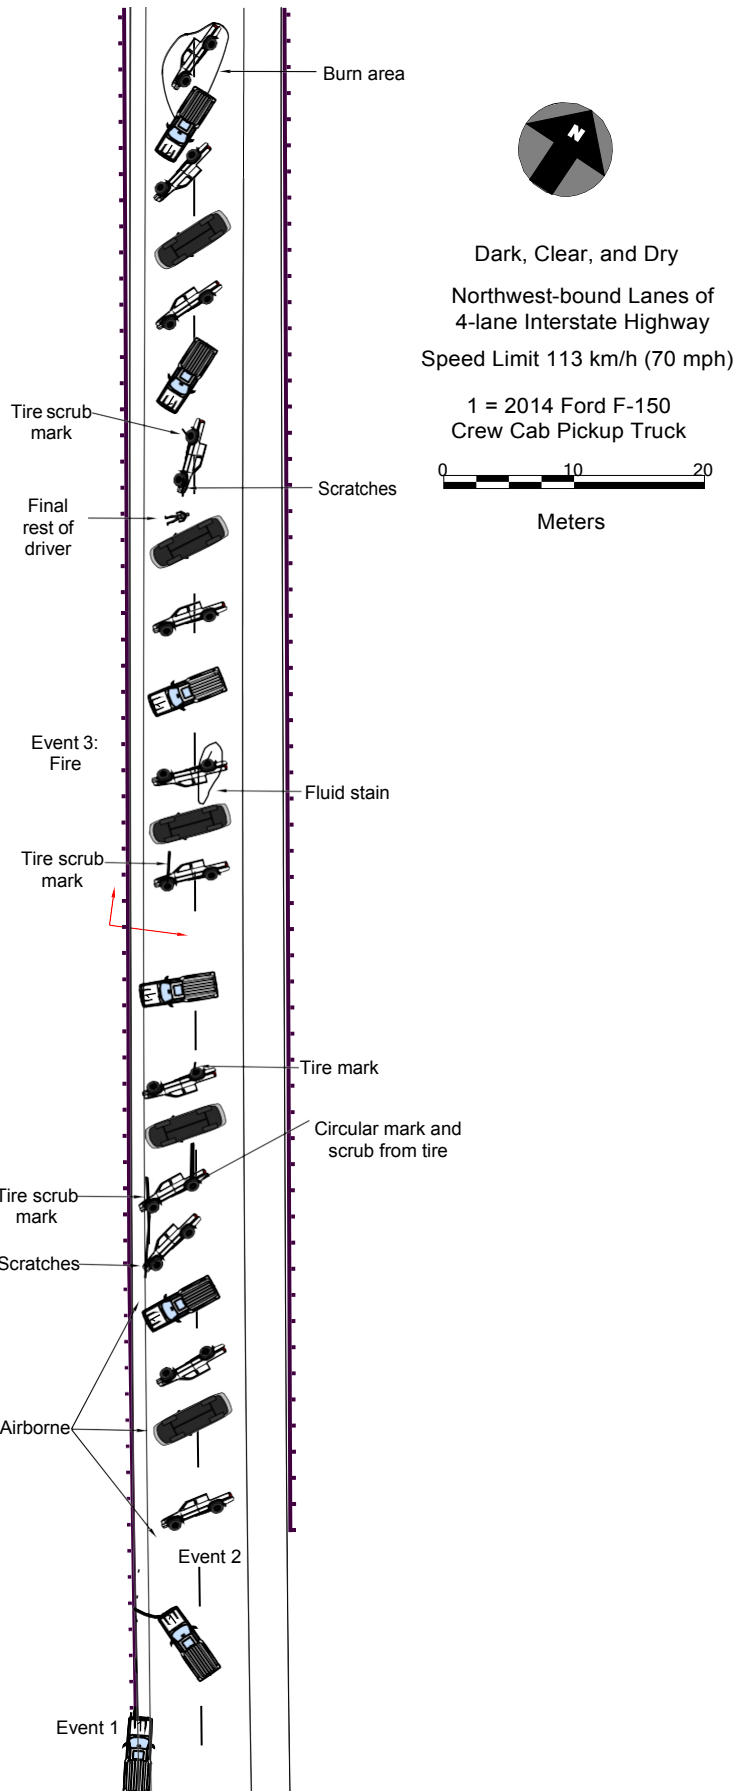 Burn area
N
Dark, Clear, and Dry
Northwest-bound Lanes of
4-lane Interstate Highway
Speed Limit 113 km/h (70 mph)
1 = 2014 Ford F-150
Crew Cab Pickup Truck
0 10 20
Meters
Tire scrub
mark
Scratches
Final
rest of
driver
Event 3:
Fire
Fluid stain
Tire scrub
mark
Tire mark
Circular mark and
scrub from tire
Tire scrub
mark
Scratches
Airborne
Event 2
Event 1